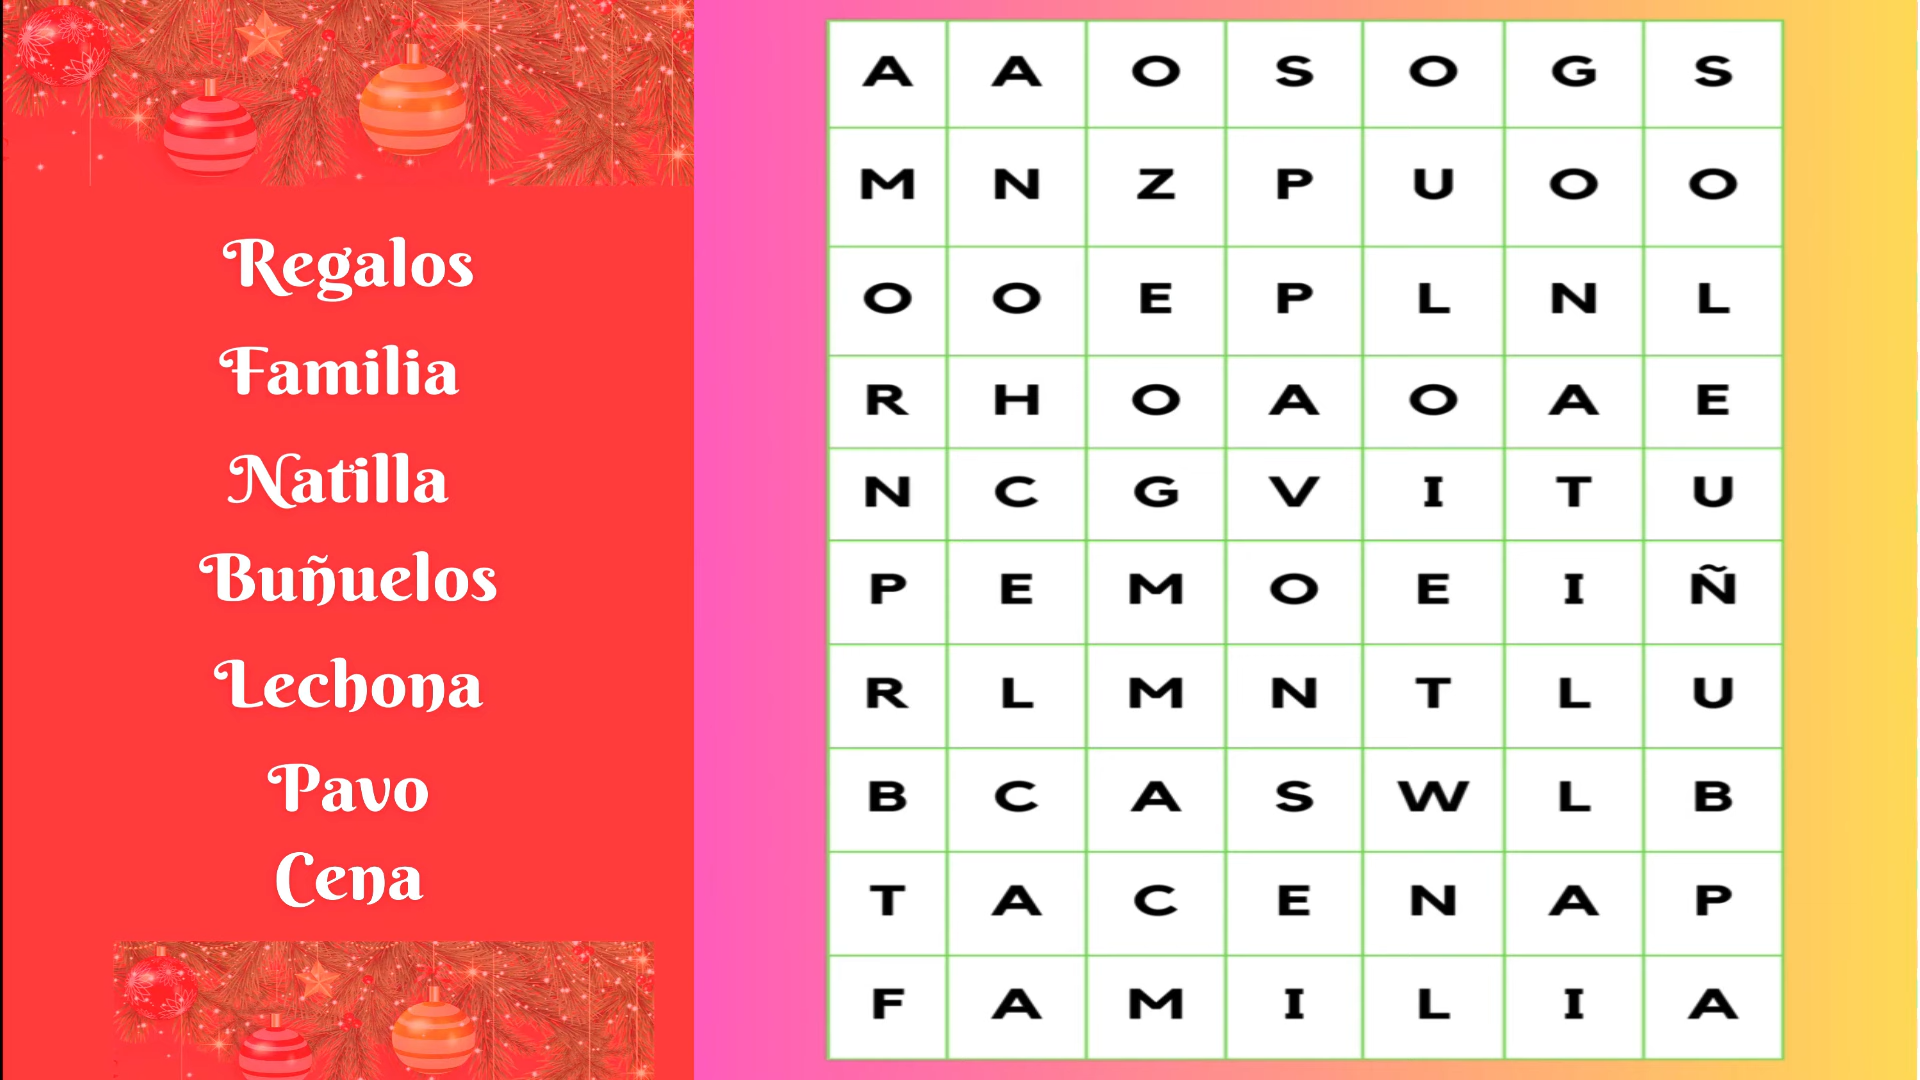 Regalos
Familia
Natilla
Buñuelos
Lechona
Pavo
Cena
A A O S O G S
M N Z P U O O
O O E P L N L
R H O A O A E
N C G V I T U
P E M O E I Ñ
R L M N T L U
B C A S W L B
T A C E N A P
F A M I L I A